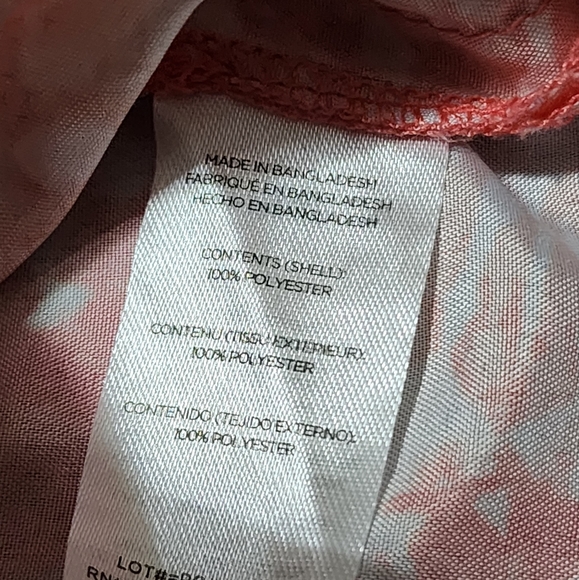 MADE IN BANGLADESH
FABRIQUE EN BANGLADESH
HECHO EN BANGLADESH
CONTENTS (SHELL):
100% POLYESTER
CONTENU (TISSU EXTÉRIEUR):
100% POLYESTER
CONTENIDO (TEJIDO EXTERNO):
100% POLYESTER